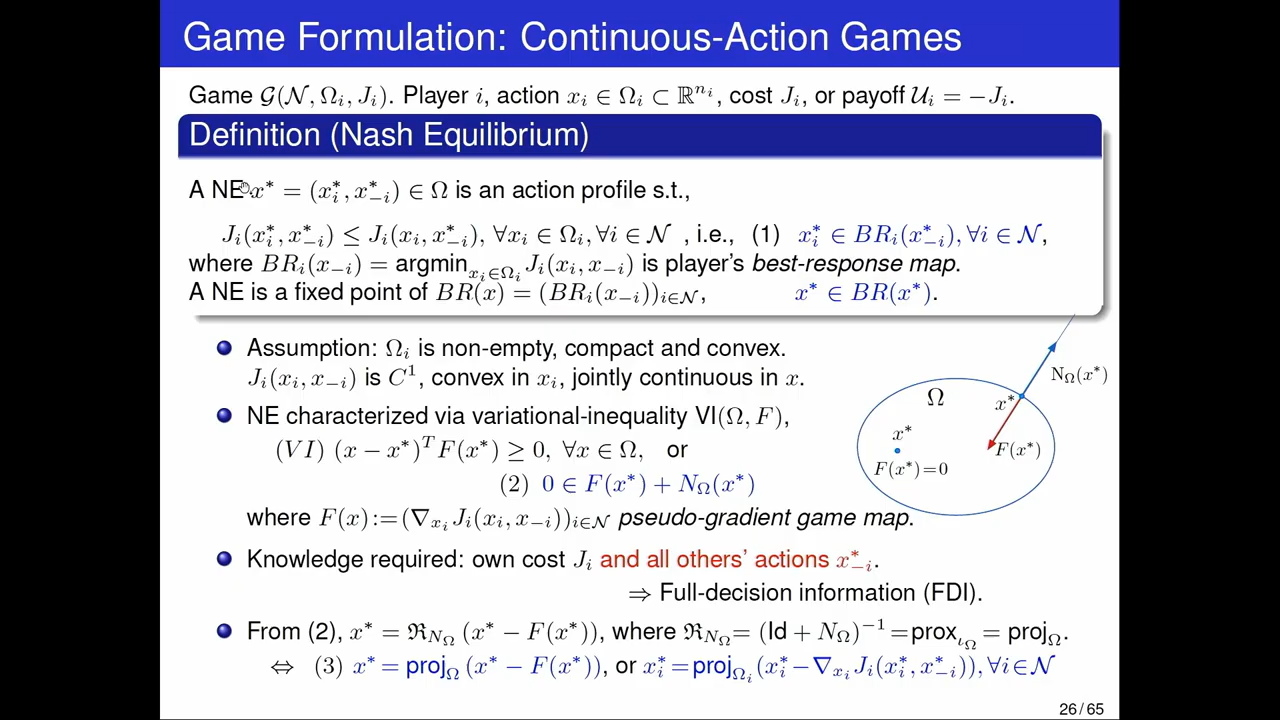 Game Formulation: Continuous-Action Games
Game 𝒢(𝒩, Ωᵢ, Jᵢ). Player i, action xᵢ ∈ Ωᵢ ⊂ ℝⁿⁱ, cost Jᵢ, or payoff 𝒰ᵢ = −Jᵢ.
Definition (Nash Equilibrium)
A NE x* = (xᵢ*, x₋ᵢ*) ∈ Ω is an action profile s.t.,
Jᵢ(xᵢ*, x₋ᵢ*) ≤ Jᵢ(xᵢ, x₋ᵢ*), ∀xᵢ ∈ Ωᵢ, ∀i ∈ 𝒩 , i.e., (1) xᵢ* ∈ BRᵢ(x₋ᵢ*), ∀i ∈ 𝒩,
where BRᵢ(x₋ᵢ) = argmin_{xᵢ∈Ωᵢ} Jᵢ(xᵢ, x₋ᵢ) is player's best-response map.
A NE is a fixed point of BR(x) = (BRᵢ(x₋ᵢ))_{i∈𝒩}, x* ∈ BR(x*).
Assumption: Ωᵢ is non-empty, compact and convex.
Jᵢ(xᵢ, x₋ᵢ) is C¹, convex in xᵢ, jointly continuous in x.
NE characterized via variational-inequality VI(Ω, F),
(VI) (x − x*)ᵀF(x*) ≥ 0, ∀x ∈ Ω, or
(2) 0 ∈ F(x*) + N_Ω(x*)
where F(x):=(∇_{xᵢ}Jᵢ(xᵢ, x₋ᵢ))_{i∈𝒩} pseudo-gradient game map.
N_Ω(x*)
Ω
x*
x*
F(x*)
F(x*)=0
Knowledge required: own cost Jᵢ and all others' actions x₋ᵢ*.
⇒ Full-decision information (FDI).
From (2), x* = ℜ_{N_Ω}(x* − F(x*)), where ℜ_{N_Ω} = (Id + N_Ω)⁻¹ = prox_{ι_Ω} = proj_Ω.
⇔ (3) x* = proj_Ω(x* − F(x*)), or xᵢ* = proj_{Ωᵢ}(xᵢ* − ∇_{xᵢ}Jᵢ(xᵢ*, x₋ᵢ*)), ∀i∈𝒩
26 / 65